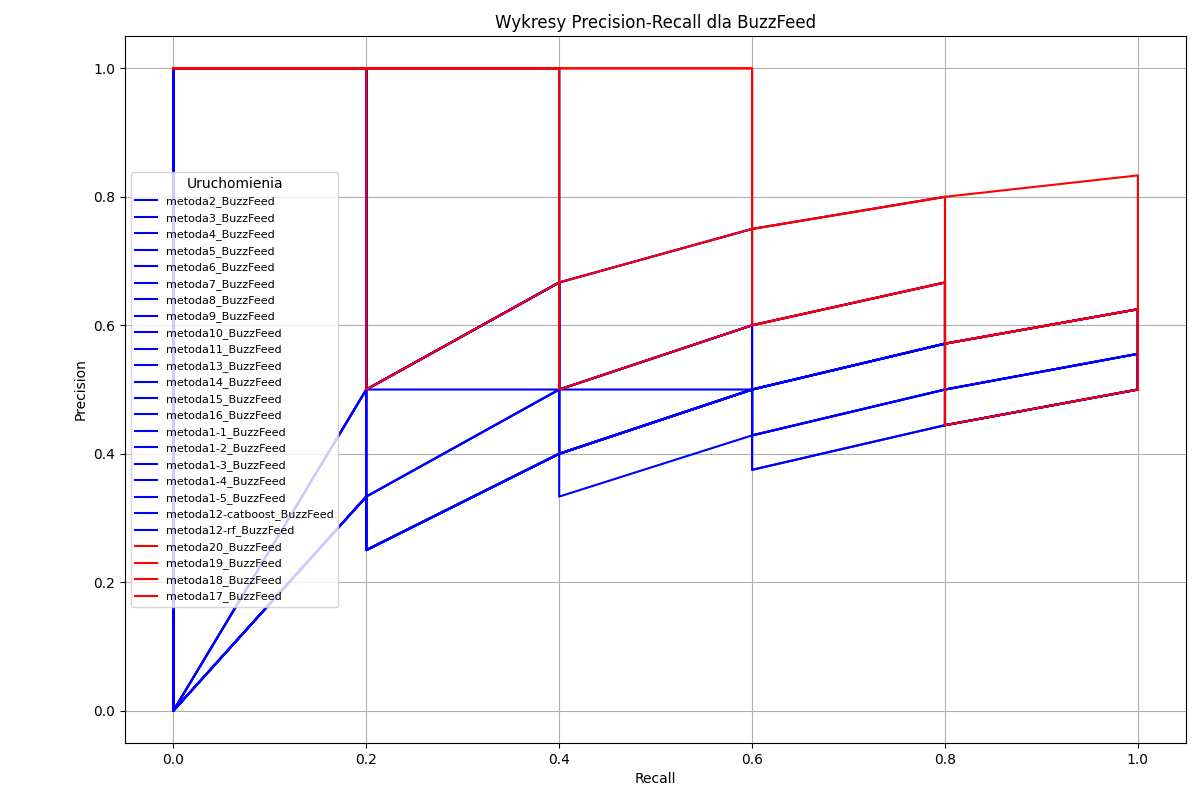 Wykresy Precision-Recall dla BuzzFeed
Precision
1.0
0.8
0.6
0.4
0.2
0.0
Uruchomienia
metoda2_BuzzFeed
metoda3_BuzzFeed
metoda4_BuzzFeed
metoda5_BuzzFeed
metoda6_BuzzFeed
metoda7_BuzzFeed
metoda8_BuzzFeed
metoda9_BuzzFeed
metoda10_BuzzFeed
metoda11_BuzzFeed
metoda13_BuzzFeed
metoda14_BuzzFeed
metoda15_BuzzFeed
metoda16_BuzzFeed
metoda1-1_BuzzFeed
metoda1-2_BuzzFeed
metoda1-3_BuzzFeed
metoda1-4_BuzzFeed
metoda1-5_BuzzFeed
metoda12-catboost_BuzzFeed
metoda12-rf_BuzzFeed
metoda20_BuzzFeed
metoda19_BuzzFeed
metoda18_BuzzFeed
metoda17_BuzzFeed
0.0 0.2 0.4 0.6 0.8 1.0
Recall